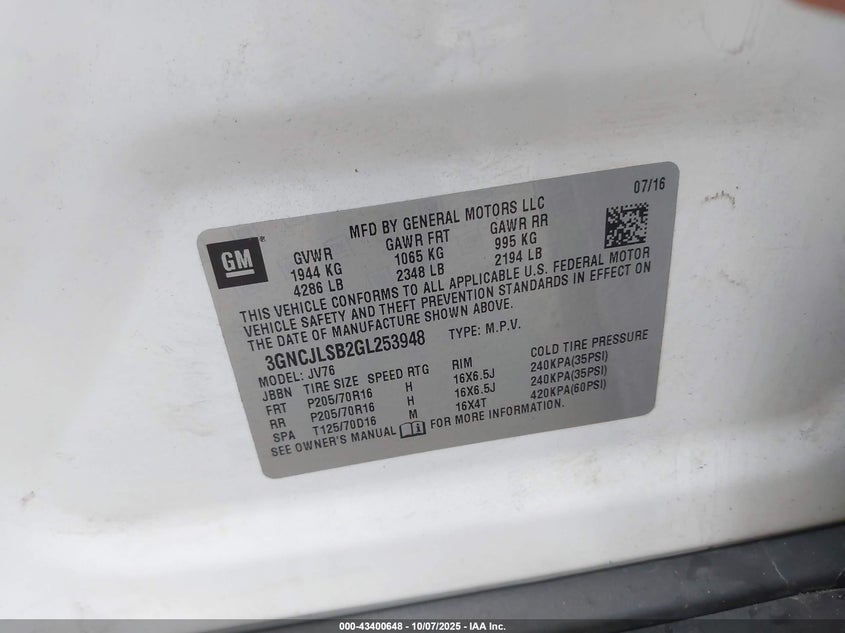 07/16
MFD BY GENERAL MOTORS LLC
GM
GVWR GAWR FRT GAWR RR
1944 KG 1065 KG 995 KG
4286 LB 2348 LB 2194 LB
THIS VEHICLE CONFORMS TO ALL APPLICABLE U.S. FEDERAL MOTOR
VEHICLE SAFETY AND THEFT PREVENTION STANDARDS IN EFFECT ON
THE DATE OF MANUFACTURE SHOWN ABOVE.
3GNCJLSB2GL253948 TYPE: M.P.V.
MODEL: JV76
JBBN TIRE SIZE SPEED RTG RIM COLD TIRE PRESSURE
FRT P205/70R16 H 16X6.5J 240KPA(35PSI)
RR P205/70R16 H 16X6.5J 240KPA(35PSI)
SPA T125/70D16 M 16X4T 420KPA(60PSI)
SEE OWNER'S MANUAL FOR MORE INFORMATION.
000-43400648 - 10/07/2025 - IAA Inc.